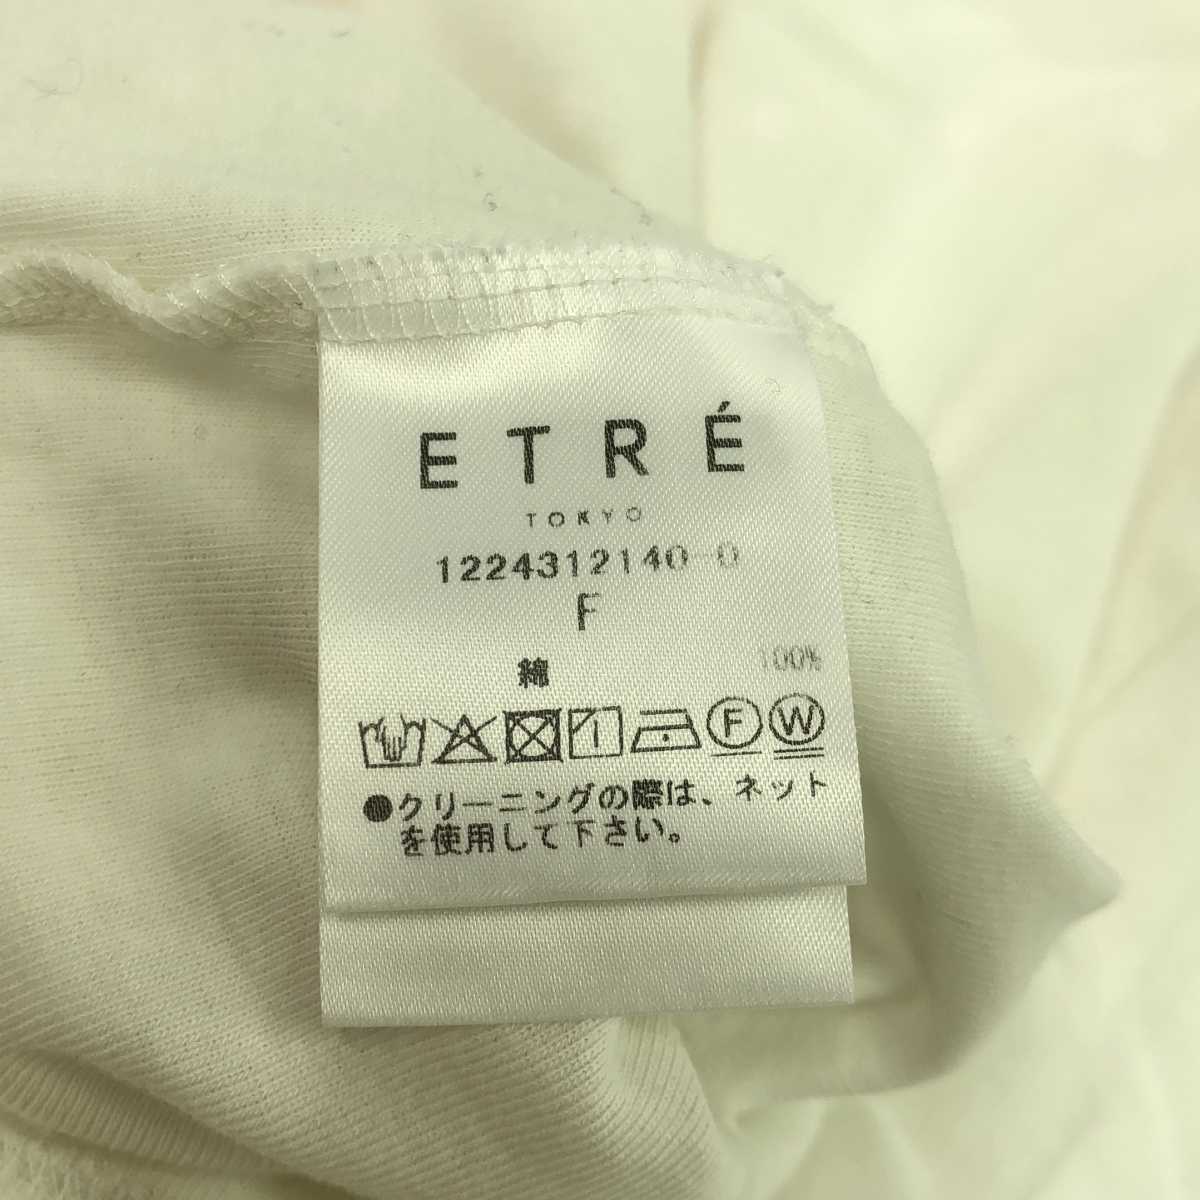 ETRÉ
TOKYO
1224312140-0
F
綿 100%
F W
●クリーニングの際は、ネット
を使用して下さい。